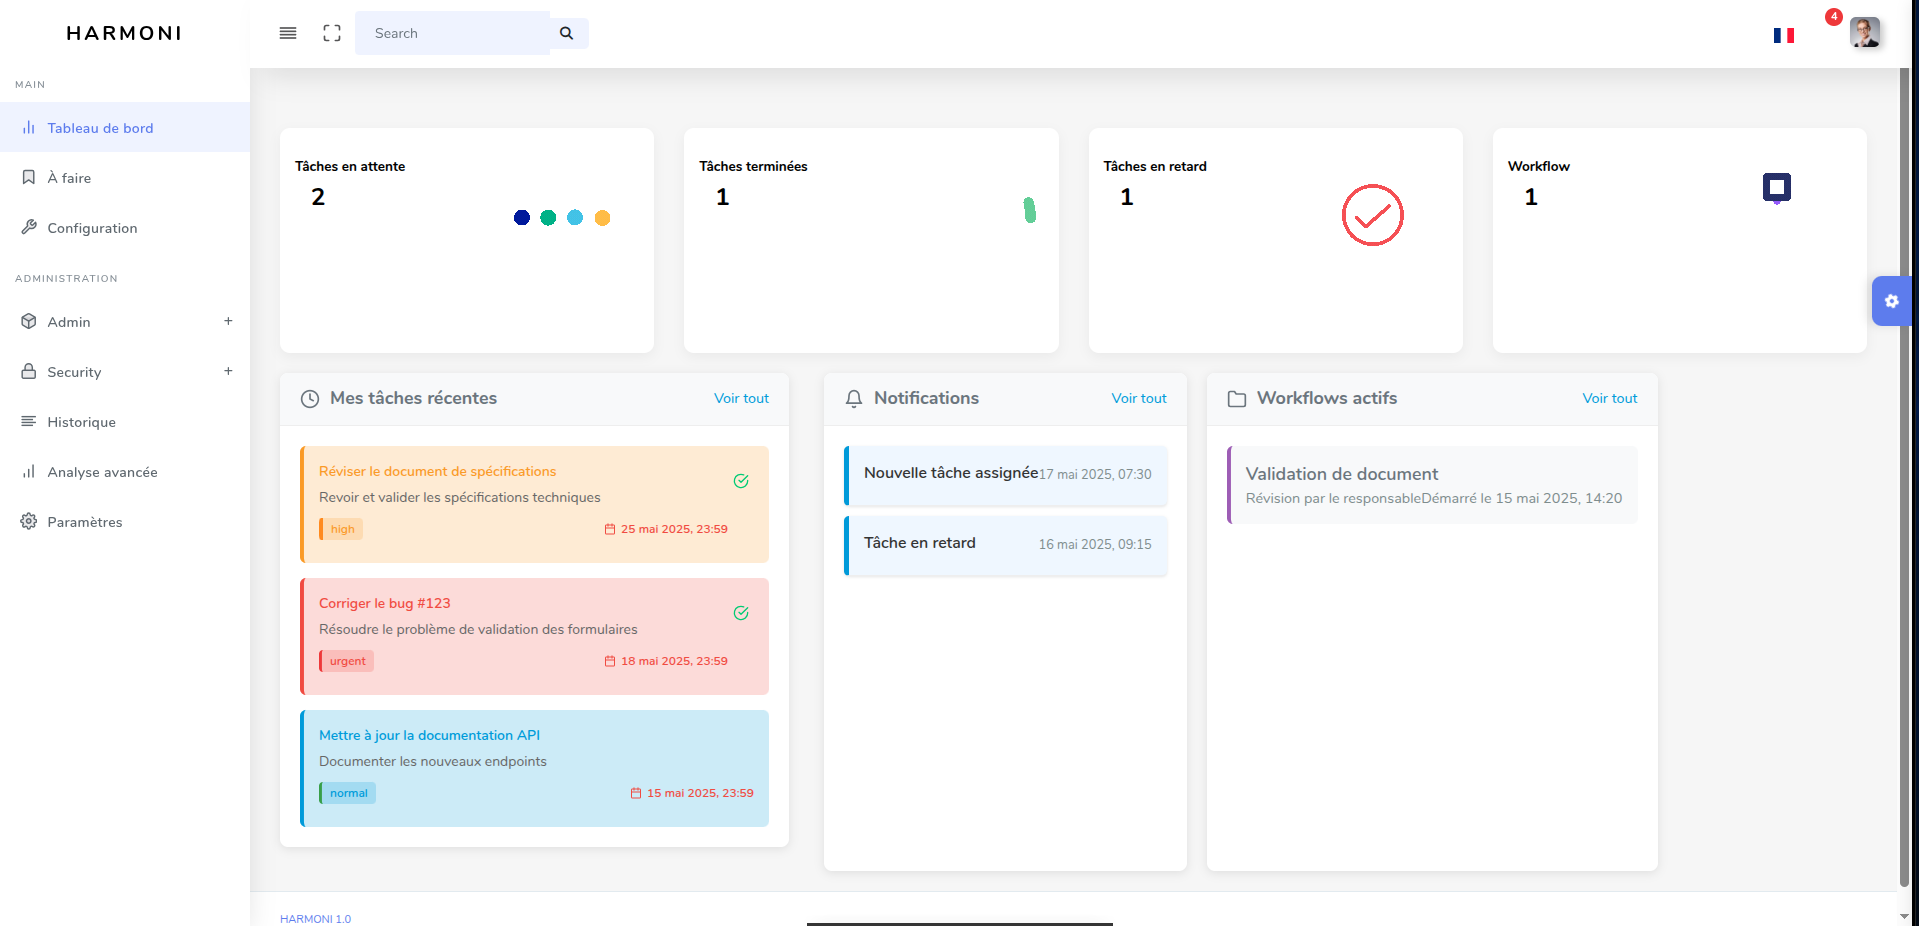 HARMONI
Search
4
MAIN
Tableau de bord
À faire
Configuration
ADMINISTRATION
Admin +
Security +
Historique
Analyse avancée
Paramètres
Tâches en attente
2
Tâches terminées
1
Tâches en retard
1
Workflow
1
Mes tâches récentes Voir tout
Réviser le document de spécifications
Revoir et valider les spécifications techniques
high 25 mai 2025, 23:59
Corriger le bug #123
Résoudre le problème de validation des formulaires
urgent 18 mai 2025, 23:59
Mettre à jour la documentation API
Documenter les nouveaux endpoints
normal 15 mai 2025, 23:59
Notifications Voir tout
Nouvelle tâche assignée17 mai 2025, 07:30
Tâche en retard 16 mai 2025, 09:15
Workflows actifs Voir tout
Validation de document
Révision par le responsableDémarré le 15 mai 2025, 14:20
HARMONI 1.0